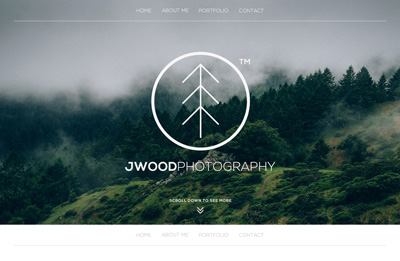 HOME ABOUT ME PORTFOLIO CONTACT
TM
JWOODPHOTOGRAPHY
SCROLL DOWN TO SEE MORE
HOME ABOUT ME PORTFOLIO CONTACT